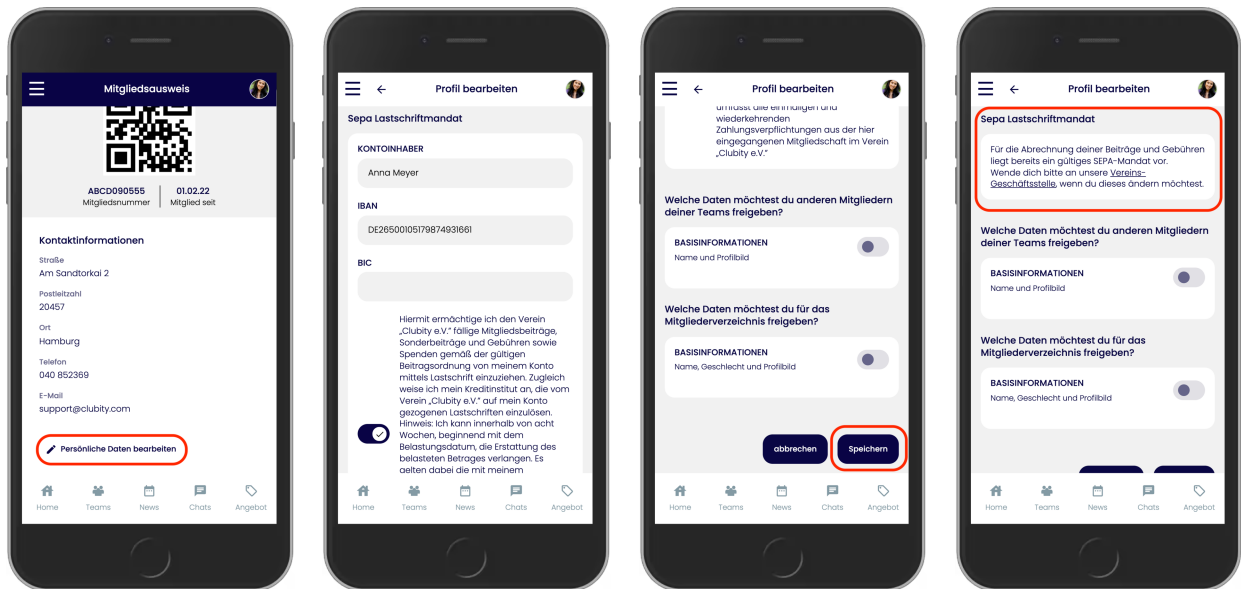 Mitgliedsausweis
ABCD090555
Mitgliedsnummer
01.02.22
Mitglied seit
Kontaktinformationen
Straße
Am Sandtorkai 2
Postleitzahl
20457
Ort
Hamburg
Telefon
040 852369
E-Mail
support@clubity.com
Persönliche Daten bearbeiten
Home Teams News Chats Angebot
Profil bearbeiten
Sepa Lastschriftmandat
KONTOINHABER
Anna Meyer
IBAN
DE26500105179874931661
BIC
Hiermit ermächtige ich den Verein
„Clubity e.V.“ fällige Mitgliedsbeiträge,
Sonderbeiträge und Gebühren sowie
Spenden gemäß der gültigen
Beitragsordnung von meinem Konto
mittels Lastschrift einzuziehen. Zugleich
weise ich mein Kreditinstitut an, die vom
Verein „Clubity e.V.“ auf mein Konto
gezogenen Lastschriften einzulösen.
Hinweis: Ich kann innerhalb von acht
Wochen, beginnend mit dem
Belastungsdatum, die Erstattung des
belasteten Betrages verlangen. Es
gelten dabei die mit meinem
Home Teams News Chats Angebot
Profil bearbeiten
umfasst alle einmaligen und
wiederkehrenden
Zahlungsverpflichtungen aus der hier
eingegangenen Mitgliedschaft im Verein
„Clubity e.V.“
Welche Daten möchtest du anderen Mitgliedern
deiner Teams freigeben?
BASISINFORMATIONEN
Name und Profilbild
Welche Daten möchtest du für das
Mitgliederverzeichnis freigeben?
BASISINFORMATIONEN
Name, Geschlecht und Profilbild
abbrechen Speichern
Home Teams News Chats Angebot
Profil bearbeiten
Sepa Lastschriftmandat
Für die Abrechnung deiner Beiträge und Gebühren
liegt bereits ein gültiges SEPA-Mandat vor.
Wende dich bitte an unsere Vereins-
Geschäftsstelle, wenn du dieses ändern möchtest.
Welche Daten möchtest du anderen Mitgliedern
deiner Teams freigeben?
BASISINFORMATIONEN
Name und Profilbild
Welche Daten möchtest du für das
Mitgliederverzeichnis freigeben?
BASISINFORMATIONEN
Name, Geschlecht und Profilbild
Home Teams News Chats Angebot